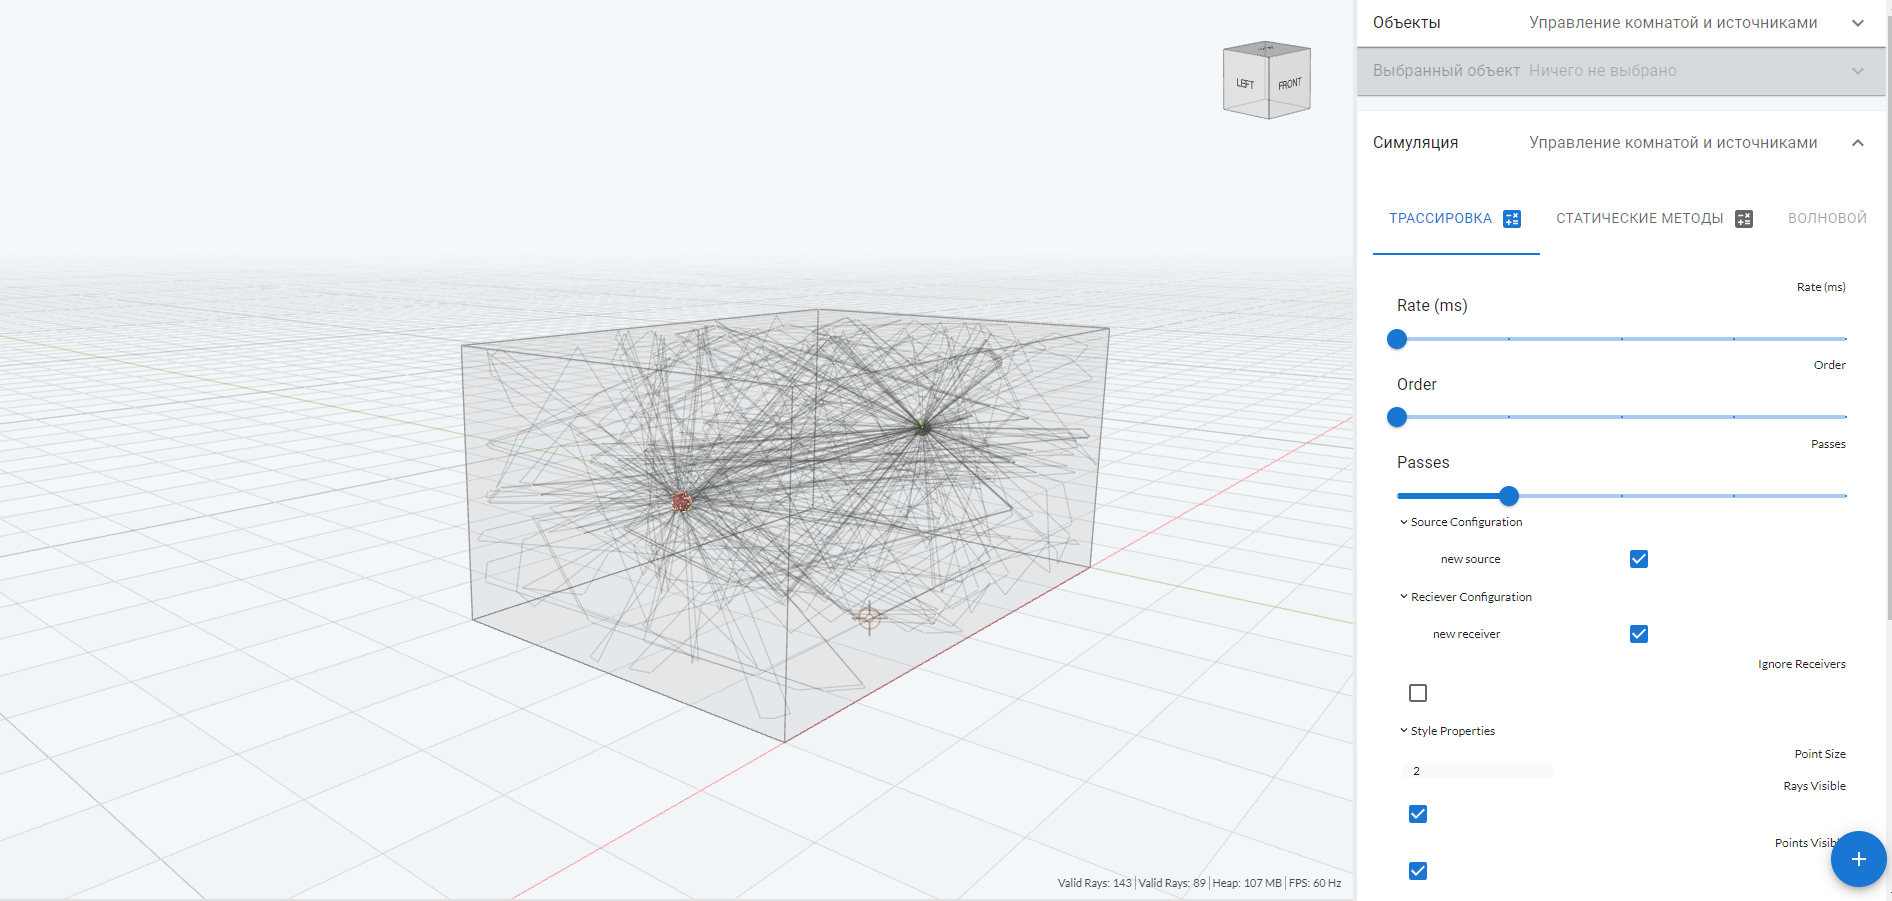 LEFT
FRONT
Valid Rays: 143 | Valid Rays: 89 | Heap: 107 MB | FPS: 60 Hz
Объекты Управление комнатой и источниками
Выбранный объект Ничего не выбрано
Симуляция Управление комнатой и источниками
ТРАССИРОВКА СТАТИЧЕСКИЕ МЕТОДЫ ВОЛНОВОЙ
Rate (ms)
Rate (ms)
Order
Order
Passes
Passes
Source Configuration
new source
Reciever Configuration
new receiver
Ignore Receivers
Style Properties
Point Size
2
Rays Visible
Points